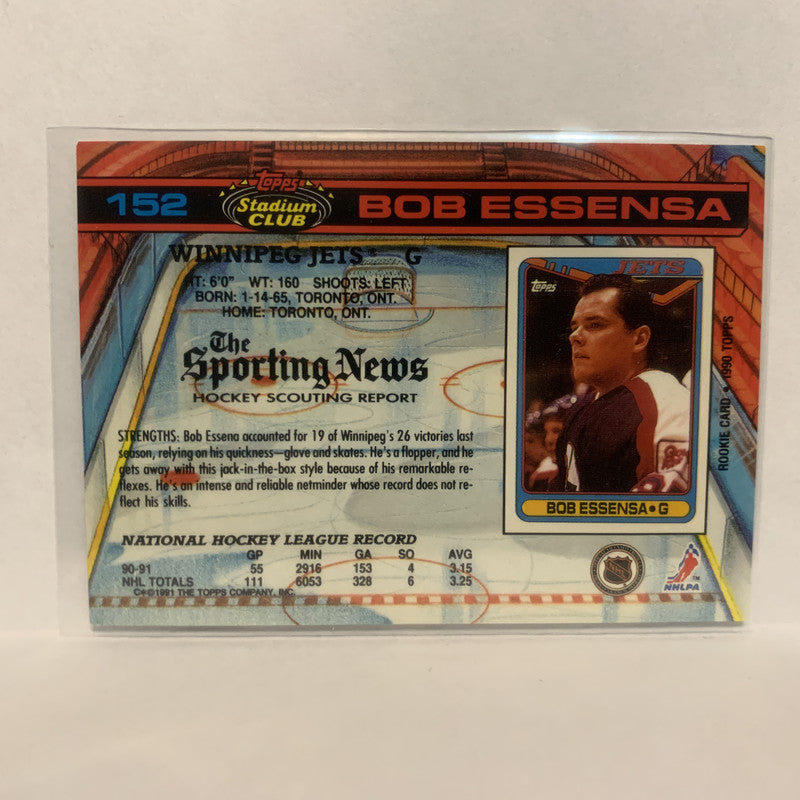 152
Topps
Stadium
CLUB
BOB ESSENSA
WINNIPEG JETS • G
HT: 6'0" WT: 160 SHOOTS: LEFT
BORN: 1-14-65, TORONTO, ONT.
HOME: TORONTO, ONT.
The
Sporting News
HOCKEY SCOUTING REPORT
STRENGTHS: Bob Essena accounted for 19 of Winnipeg's 26 victories last
season, relying on his quickness—glove and skates. He's a flopper, and he
gets away with this jack-in-the-box style because of his remarkable re-
flexes. He's an intense and reliable netminder whose record does not re-
flect his skills.
NATIONAL HOCKEY LEAGUE RECORD
GP MIN GA SO AVG
90-91 55 2916 153 4 3.15
NHL TOTALS 111 6053 328 6 3.25
C*©1991 THE TOPPS COMPANY, INC.
JETS
Topps
BOB ESSENSA • G
ROOKIE CARD • 1990 TOPPS
NHL
NHLPA
TM